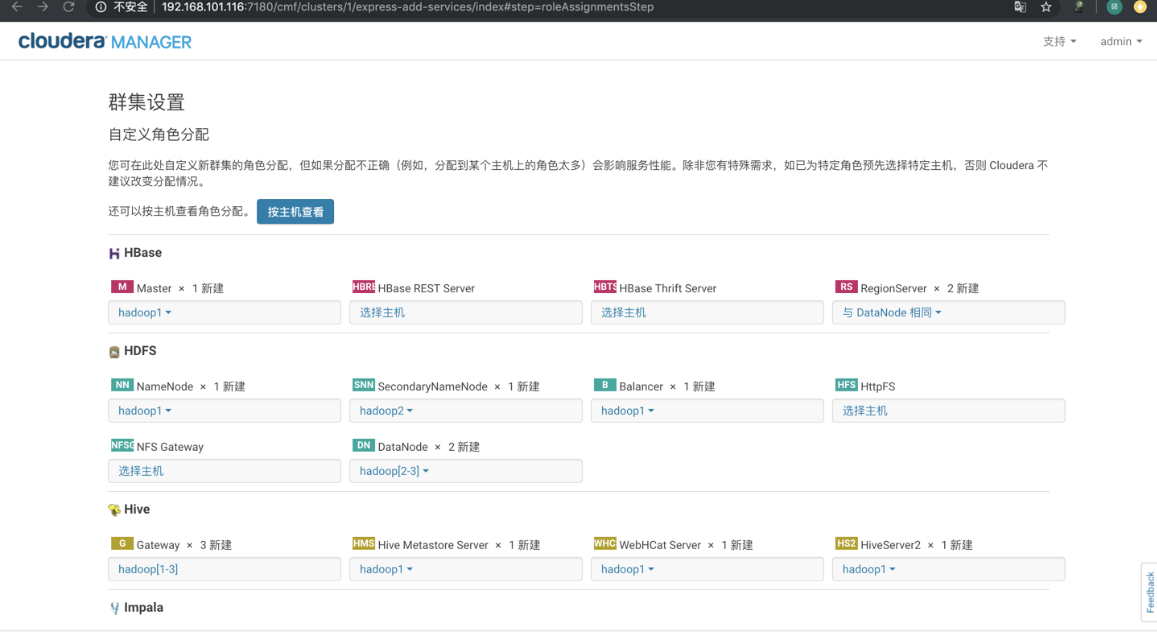 不安全 192.168.101.116:7180/cmf/clusters/1/express-add-services/index#step=roleAssignmentsStep
cloudera MANAGER 支持 admin
群集设置
自定义角色分配
您可在此处自定义新群集的角色分配，但如果分配不正确（例如，分配到某个主机上的角色太多）会影响服务性能。除非您有特殊需求，如已为特定角色预先选择特定主机，否则 Cloudera 不
建议改变分配情况。
还可以按主机查看角色分配。 按主机查看
HBase
M Master × 1 新建 HBRE HBase REST Server HBTS HBase Thrift Server RS RegionServer × 2 新建
hadoop1 选择主机 选择主机 与 DataNode 相同
HDFS
NN NameNode × 1 新建 SNN SecondaryNameNode × 1 新建 B Balancer × 1 新建 HFS HttpFS
hadoop1 hadoop2 hadoop1 选择主机
NFSG NFS Gateway DN DataNode × 2 新建
选择主机 hadoop[2-3]
Hive
G Gateway × 3 新建 HMS Hive Metastore Server × 1 新建 WHC WebHCat Server × 1 新建 HS2 HiveServer2 × 1 新建
hadoop[1-3] hadoop1 hadoop1 hadoop1
Feedback
Impala